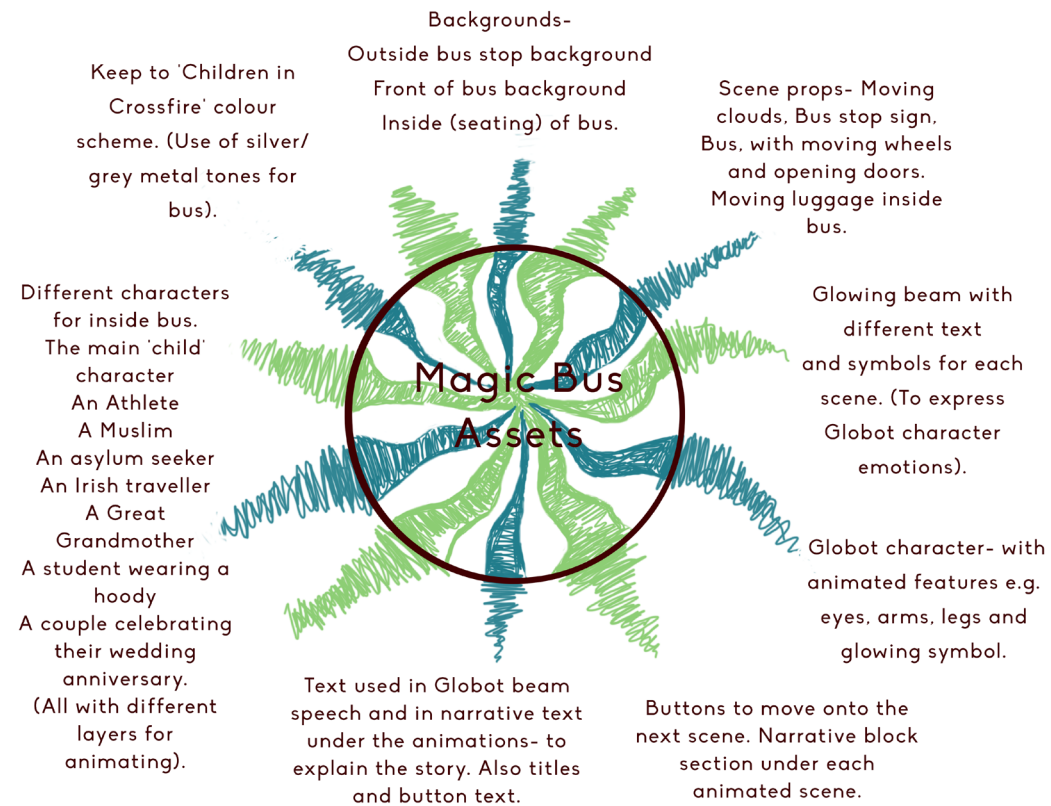 Backgrounds-
Outside bus stop background
Front of bus background
Inside (seating) of bus.
Keep to 'Children in
Crossfire' colour
scheme. (Use of silver/
grey metal tones for
bus).
Scene props- Moving
clouds, Bus stop sign,
Bus, with moving wheels
and opening doors.
Moving luggage inside
bus.
Different characters
for inside bus.
The main 'child'
character
An Athlete
A Muslim
An asylum seeker
An Irish traveller
A Great
Grandmother
A student wearing a
hoody
A couple celebrating
their wedding
anniversary.
(All with different
layers for
animating).
Magic Bus
Assets
Glowing beam with
different text
and symbols for each
scene. (To express
Globot character
emotions).
Globot character- with
animated features e.g.
eyes, arms, legs and
glowing symbol.
Text used in Globot beam
speech and in narrative text
under the animations- to
explain the story. Also titles
and button text.
Buttons to move onto the
next scene. Narrative block
section under each
animated scene.